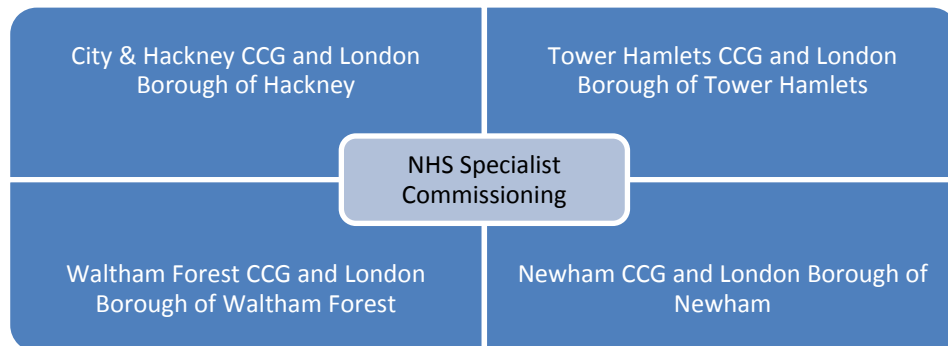 City & Hackney CCG and London
Borough of Hackney
Tower Hamlets CCG and London
Borough of Tower Hamlets
NHS Specialist
Commissioning
Waltham Forest CCG and London
Borough of Waltham Forest
Newham CCG and London Borough of
Newham